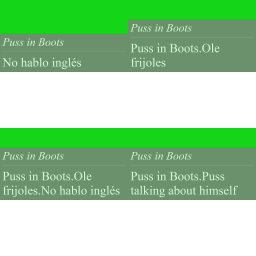 Puss in Boots
No hablo inglés
Puss in Boots
Puss in Boots.Ole
frijoles
Puss in Boots
Puss in Boots.Ole
frijoles.No hablo inglés
Puss in Boots
Puss in Boots.Puss
talking about himself